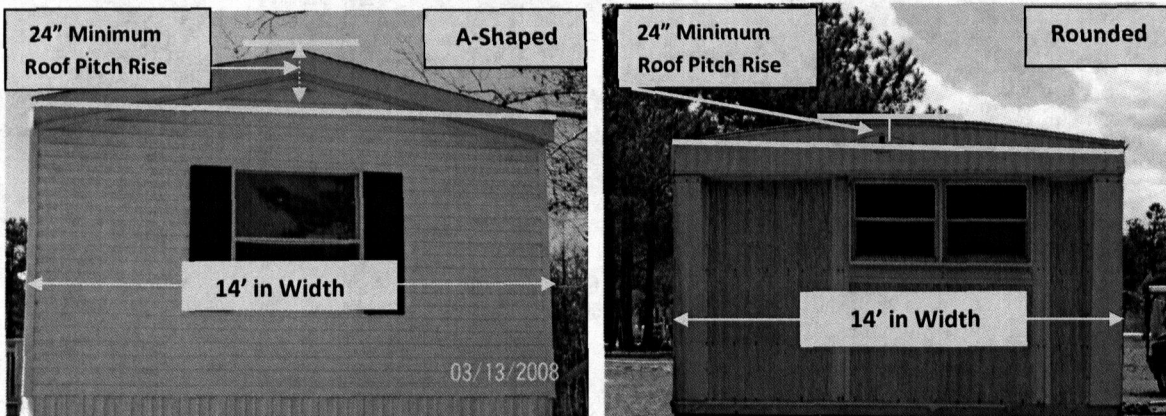 24” Minimum
Roof Pitch Rise
A-Shaped
14’ in Width
03/13/2008
24” Minimum
Roof Pitch Rise
Rounded
14’ in Width